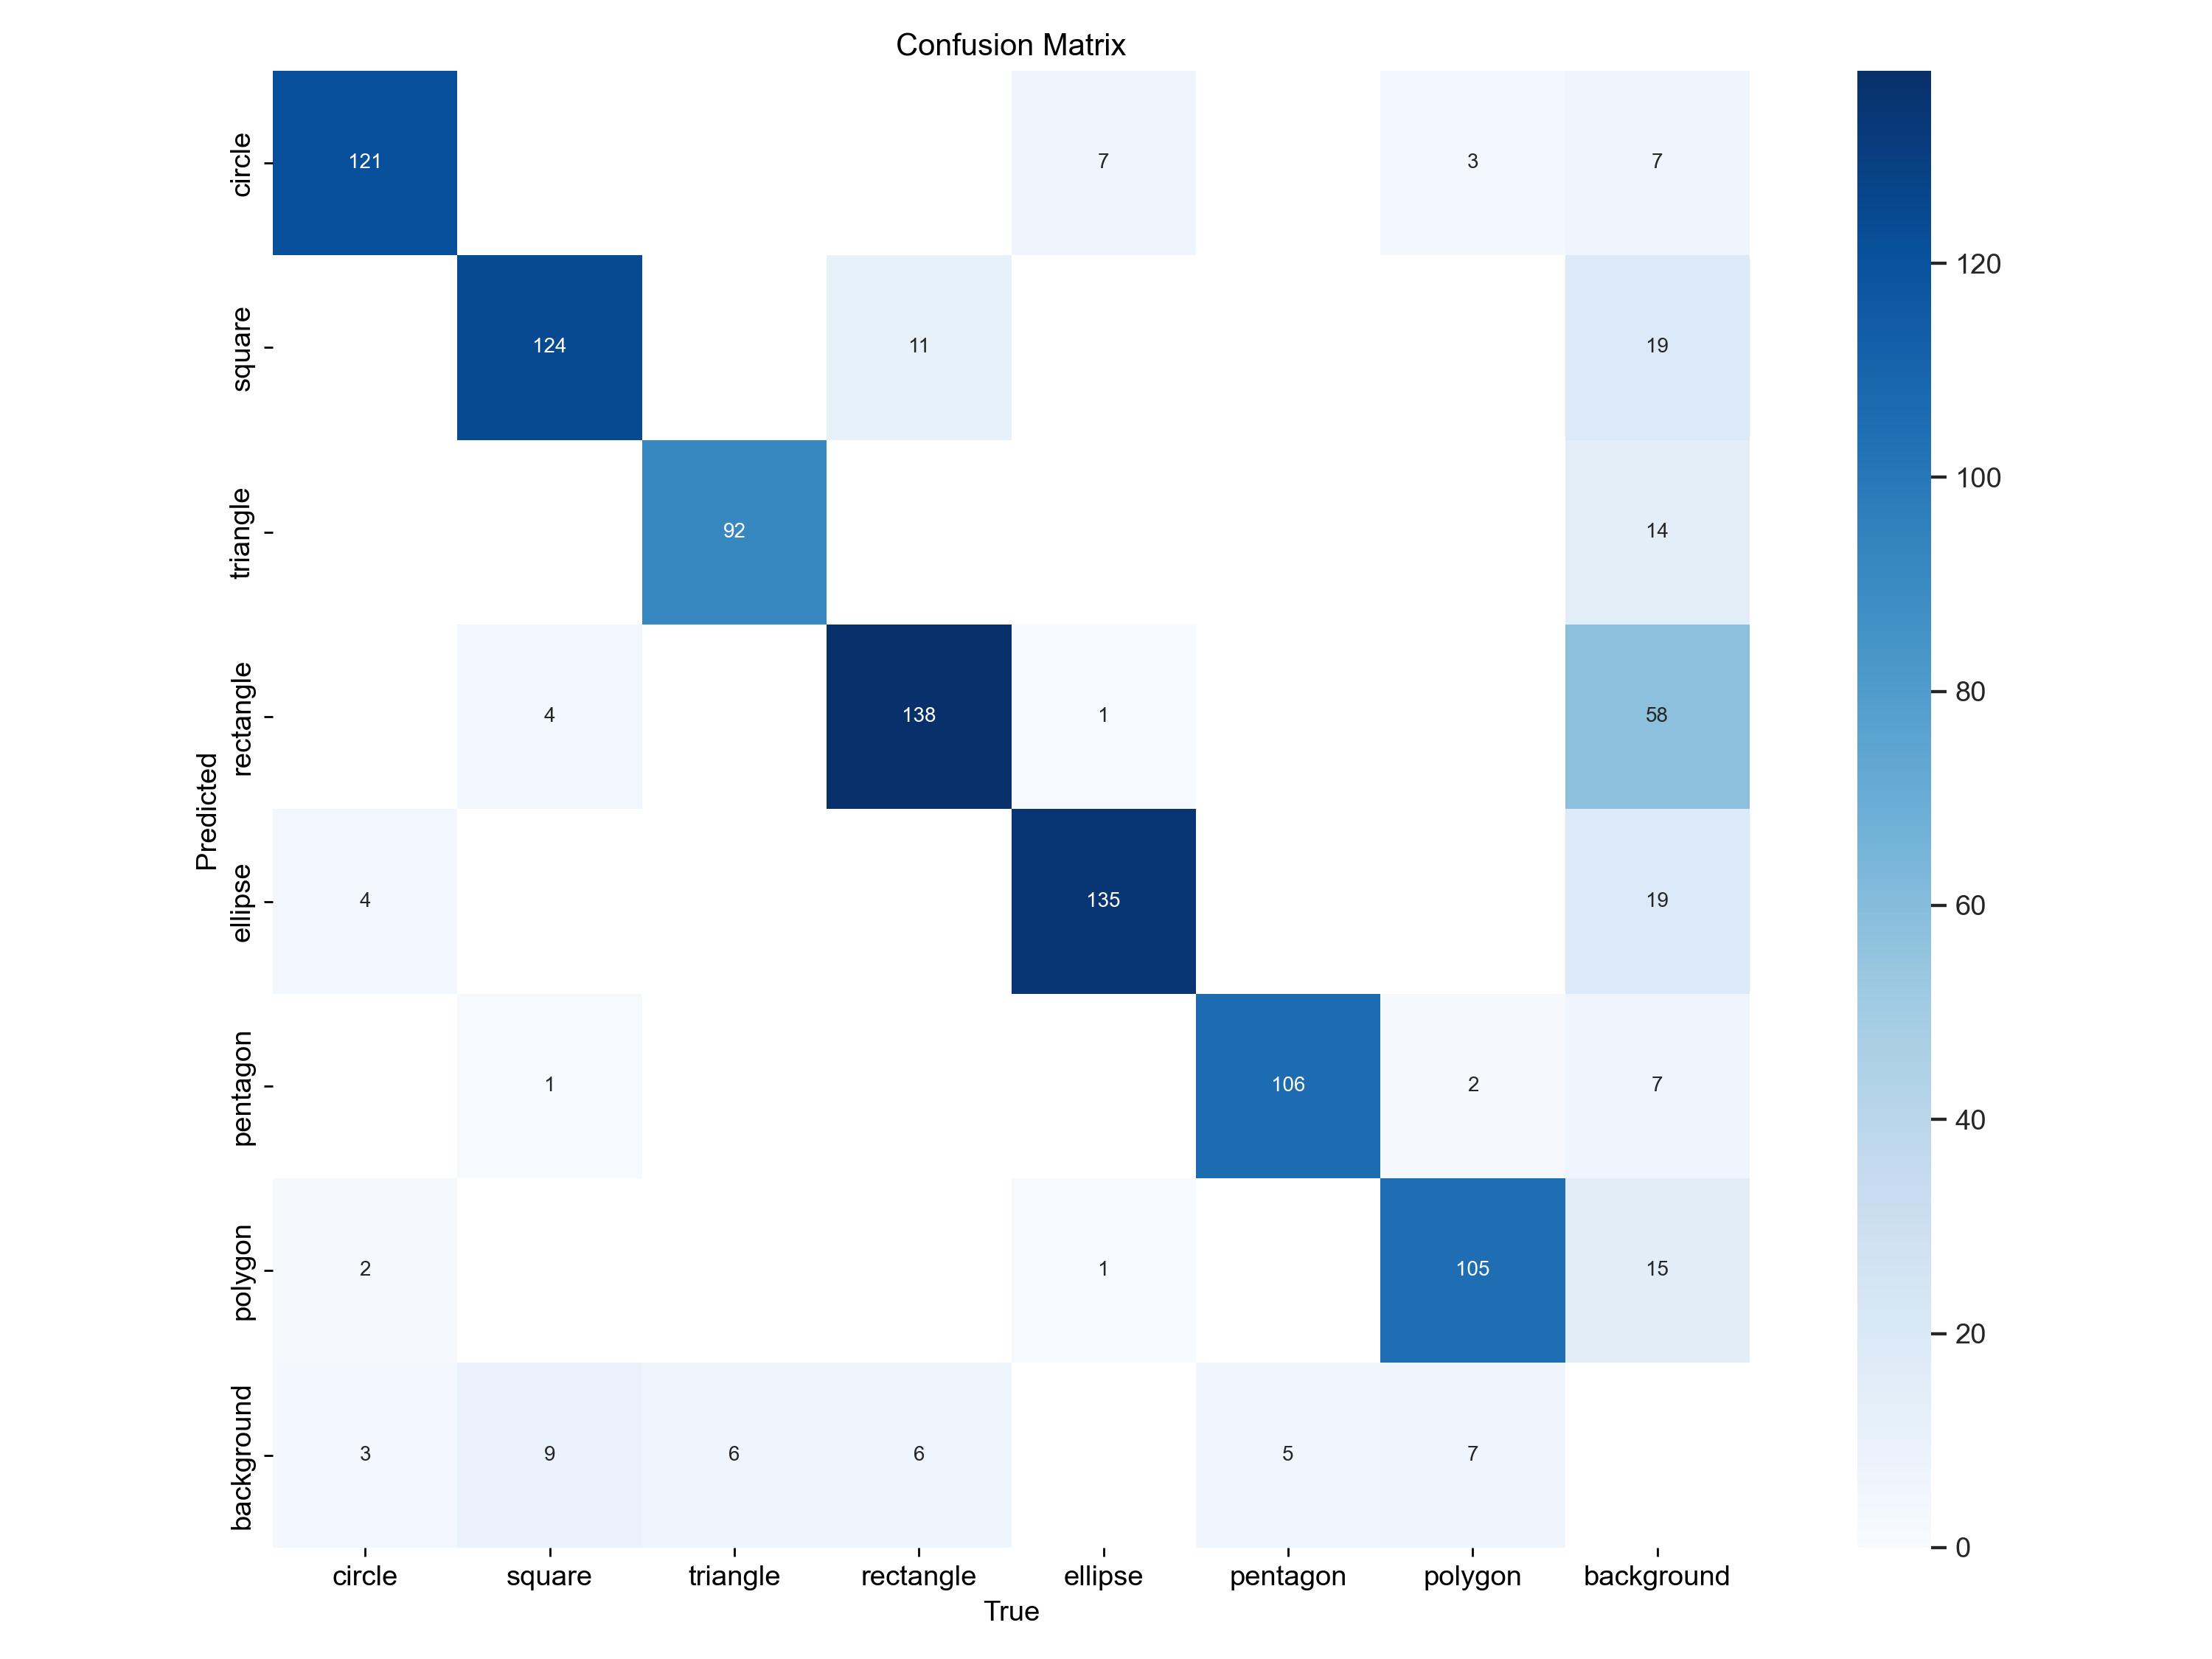 Confusion Matrix
circle 121 7 3 7
square 124 11 19
triangle 92 14
rectangle 4 138 1 58
ellipse 4 135 19
pentagon 1 106 2 7
polygon 2 1 105 15
background 3 9 6 6 5 7
circle square triangle rectangle ellipse pentagon polygon background
True
Predicted
120
100
80
60
40
20
0